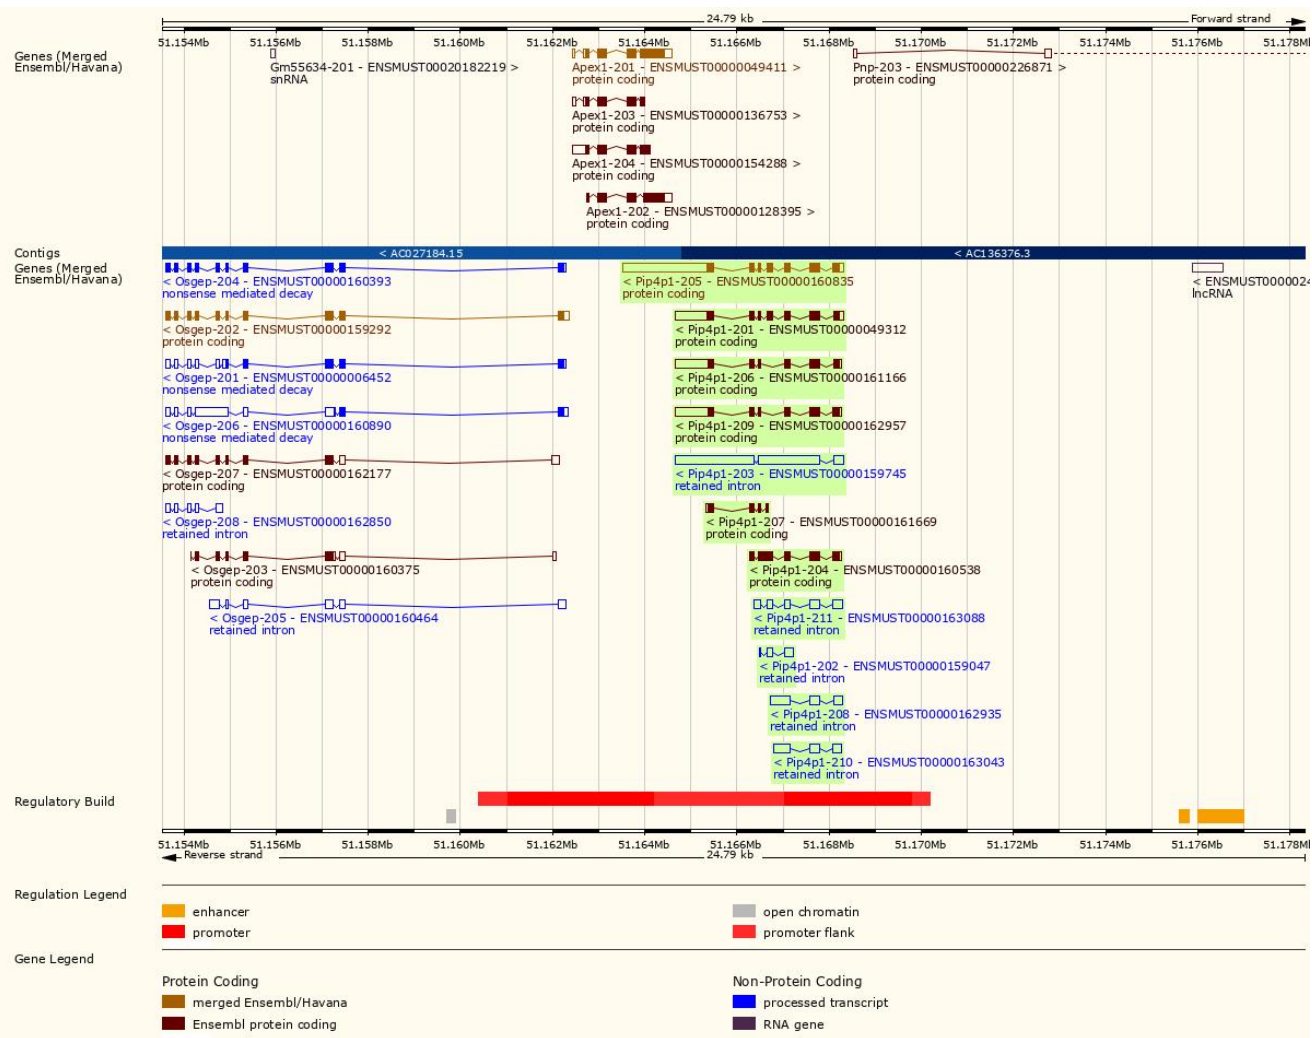 24.79 kb Forward strand
51.154Mb 51.156Mb 51.158Mb 51.160Mb 51.162Mb 51.164Mb 51.166Mb 51.168Mb 51.170Mb 51.172Mb 51.174Mb 51.176Mb 51.178M
Genes (Merged
Ensembl/Havana)
Gm55634-201 - ENSMUST00020182219 >
snRNA
Apex1-201 - ENSMUST00000049411 >
protein coding
Pnp-203 - ENSMUST00000226871 >
protein coding
Apex1-203 - ENSMUST00000136753 >
protein coding
Apex1-204 - ENSMUST00000154288 >
protein coding
Apex1-202 - ENSMUST00000128395 >
protein coding
Contigs
< AC027184.15
< AC136376.3
Genes (Merged
Ensembl/Havana)
< Osgep-204 - ENSMUST00000160393
nonsense mediated decay
< Pip4p1-205 - ENSMUST00000160835
protein coding
< ENSMUST0000024
lncRNA
< Osgep-202 - ENSMUST00000159292
protein coding
< Pip4p1-201 - ENSMUST00000049312
protein coding
< Osgep-201 - ENSMUST00000006452
nonsense mediated decay
< Pip4p1-206 - ENSMUST00000161166
protein coding
< Osgep-206 - ENSMUST00000160890
nonsense mediated decay
< Pip4p1-209 - ENSMUST00000162957
protein coding
< Osgep-207 - ENSMUST00000162177
protein coding
< Pip4p1-203 - ENSMUST00000159745
retained intron
< Osgep-208 - ENSMUST00000162850
retained intron
< Pip4p1-207 - ENSMUST00000161669
protein coding
< Osgep-203 - ENSMUST00000160375
protein coding
< Pip4p1-204 - ENSMUST00000160538
protein coding
< Osgep-205 - ENSMUST00000160464
retained intron
< Pip4p1-211 - ENSMUST00000163088
retained intron
< Pip4p1-202 - ENSMUST00000159047
retained intron
< Pip4p1-208 - ENSMUST00000162935
retained intron
< Pip4p1-210 - ENSMUST00000163043
retained intron
Regulatory Build
51.154Mb 51.156Mb 51.158Mb 51.160Mb 51.162Mb 51.164Mb 51.166Mb 51.168Mb 51.170Mb 51.172Mb 51.174Mb 51.176Mb 51.178M
Reverse strand 24.79 kb
Regulation Legend
enhancer
open chromatin
promoter
promoter flank
Gene Legend
Protein Coding
Non-Protein Coding
merged Ensembl/Havana
processed transcript
Ensembl protein coding
RNA gene